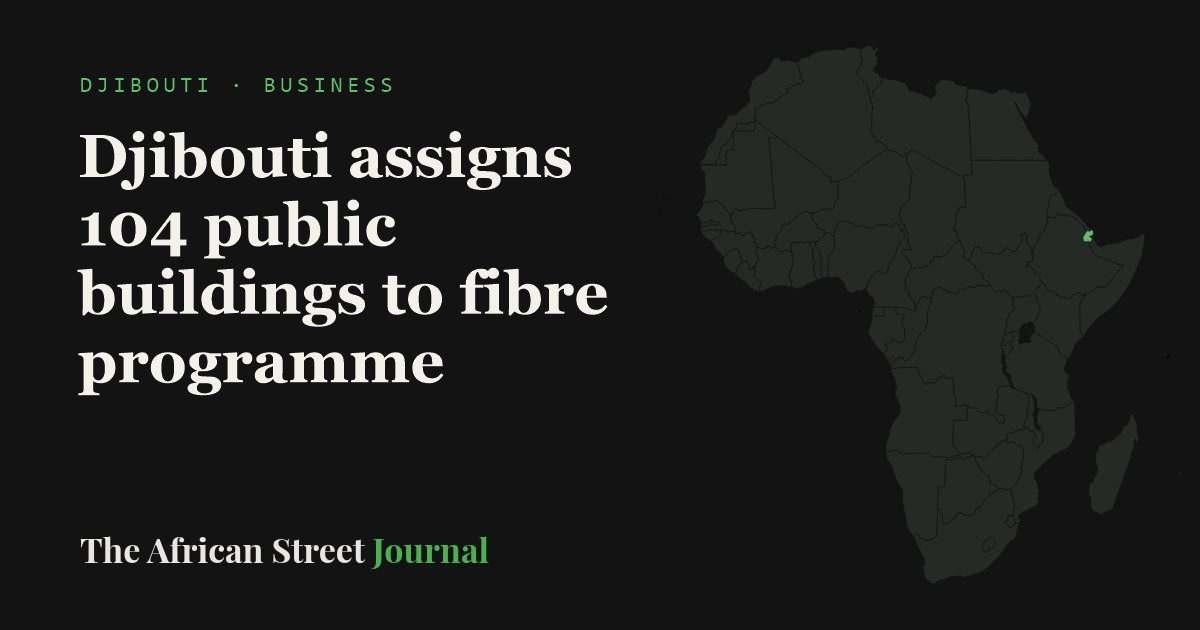 DJIBOUTI · BUSINESS
Djibouti assigns
104 public
buildings to fibre
programme
The African Street Journal